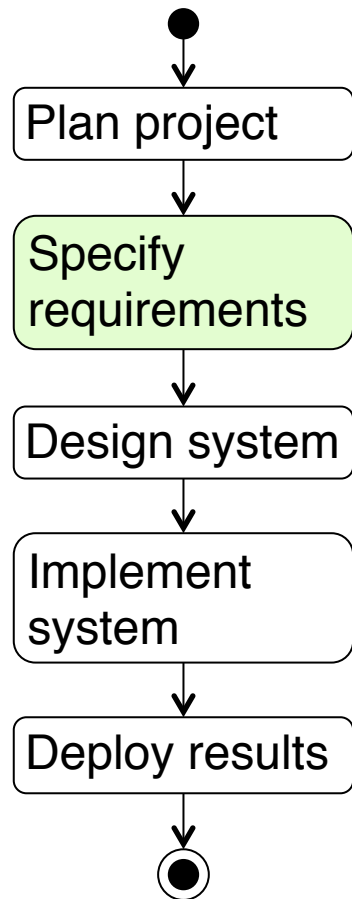 Plan project
Specify
requirements
Design system
Implement
system
Deploy results